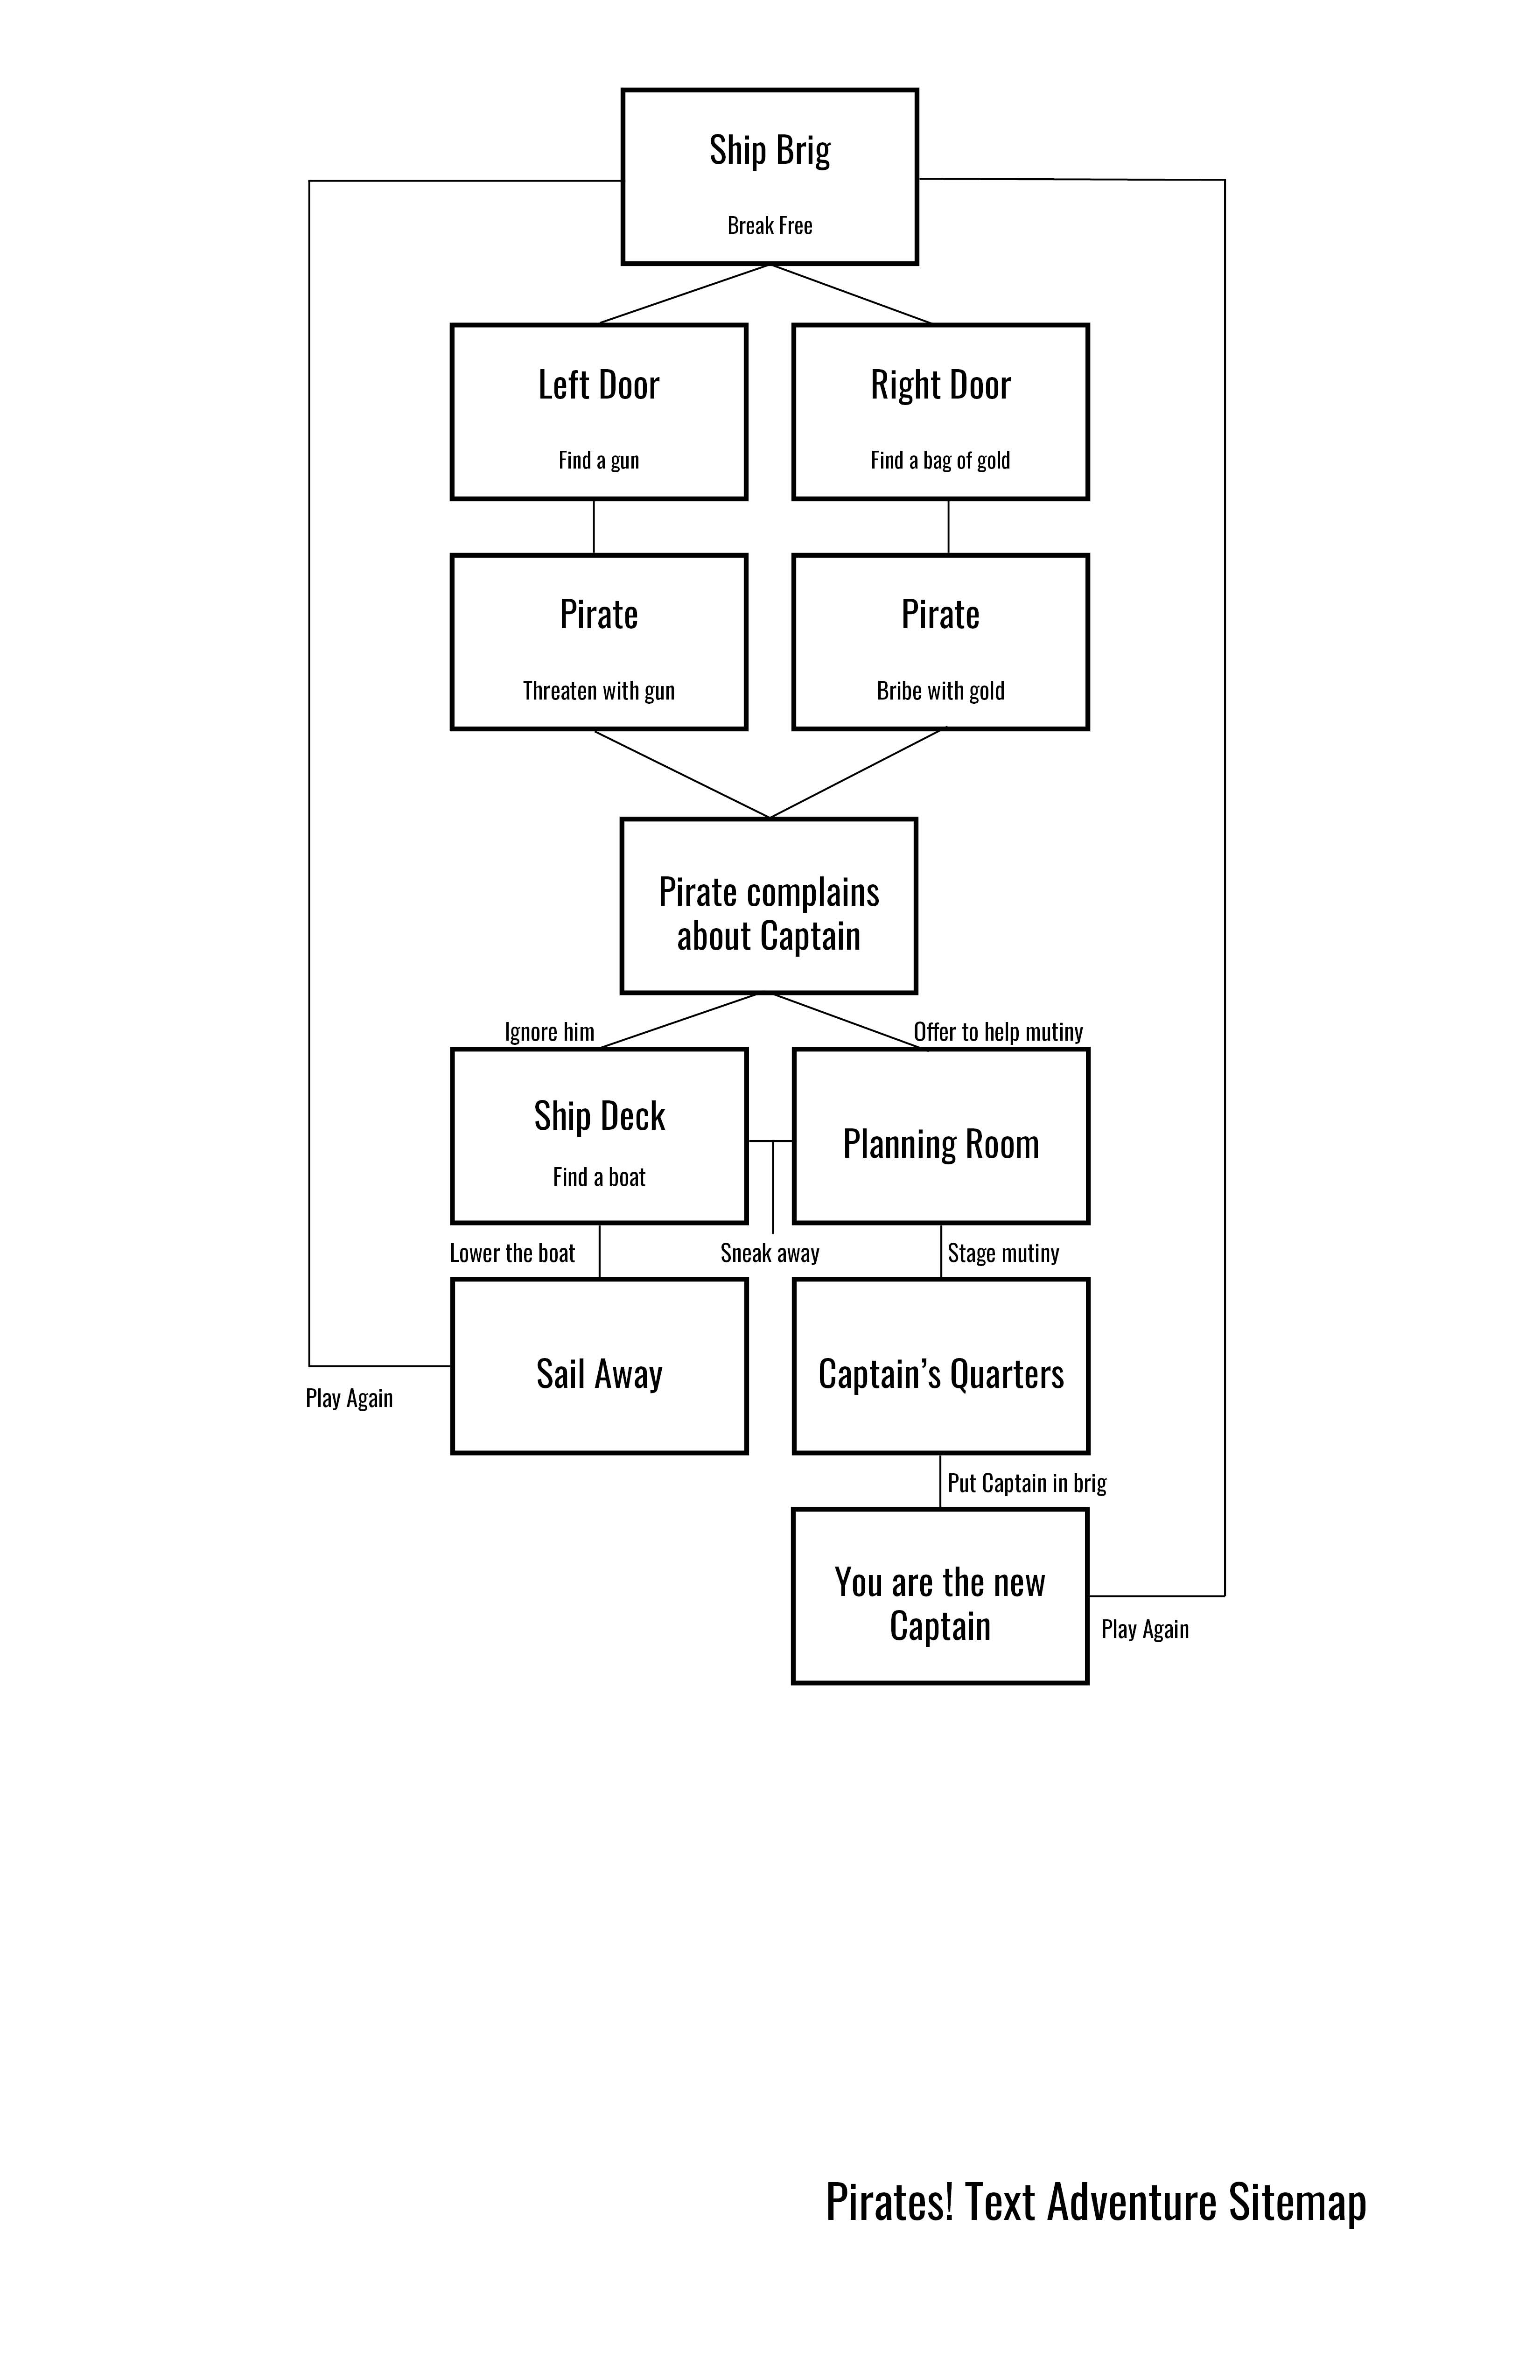 Ship Brig
Break Free
Left Door
Find a gun
Right Door
Find a bag of gold
Pirate
Threaten with gun
Pirate
Bribe with gold
Pirate complains
about Captain
Ignore him
Offer to help mutiny
Ship Deck
Find a boat
Planning Room
Lower the boat
Sneak away
Stage mutiny
Sail Away
Captain’s Quarters
Play Again
Put Captain in brig
You are the new
Captain
Play Again
Pirates! Text Adventure Sitemap